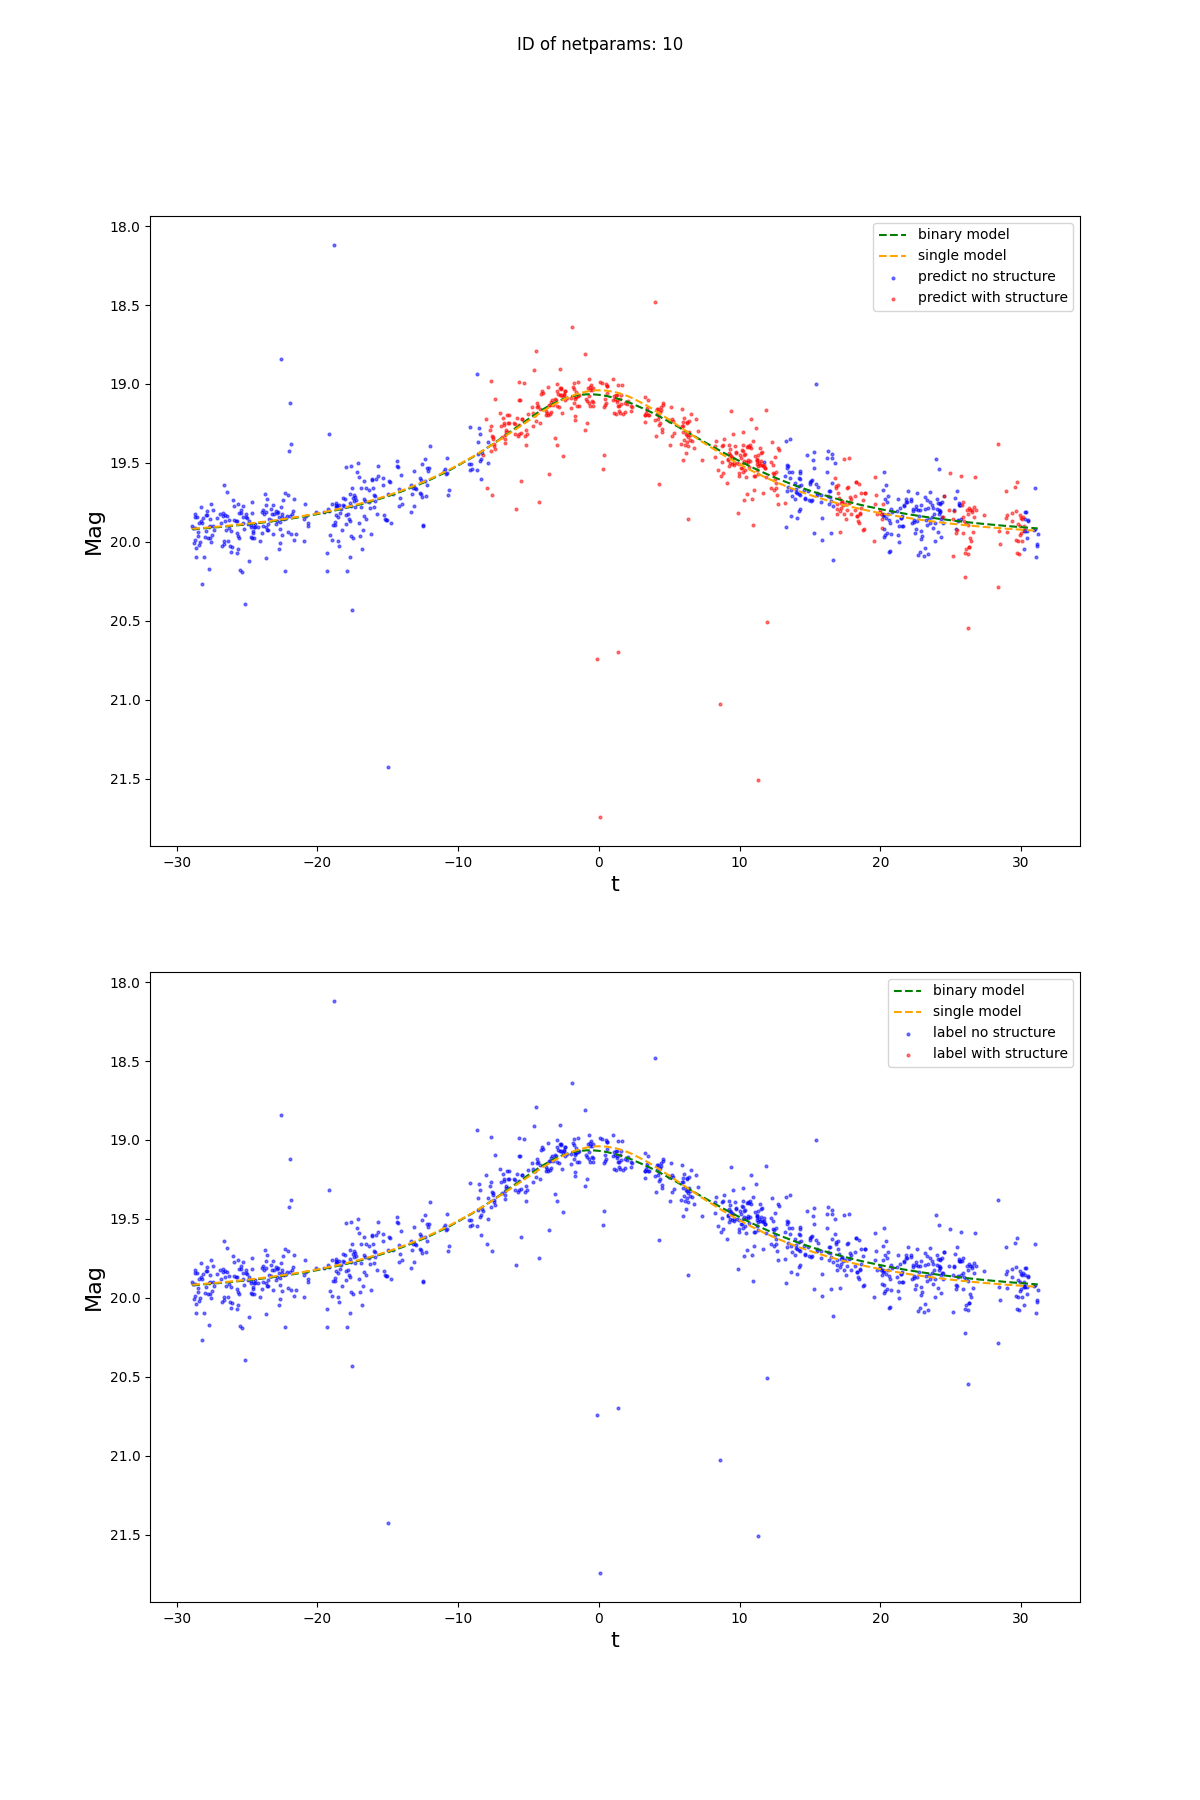 ID of netparams: 10
18.0
18.5
19.0
19.5
20.0
20.5
21.0
21.5
Mag
binary model
single model
predict no structure
predict with structure
−30 −20 −10 0 10 20 30
t
18.0
18.5
19.0
19.5
20.0
20.5
21.0
21.5
Mag
binary model
single model
label no structure
label with structure
−30 −20 −10 0 10 20 30
t